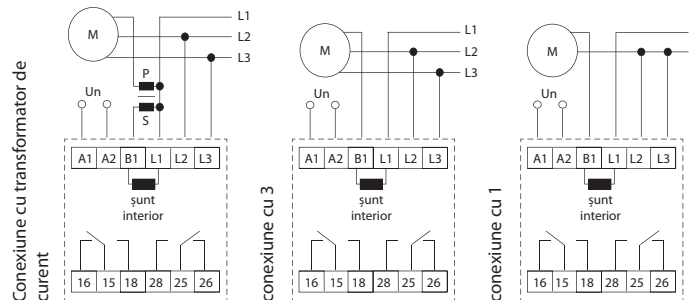 Conexiune cu transformator de
curent
M
L1
L2
L3
P
S
Un
A1 A2 B1 L1 L2 L3
șunt
interior
16 15 18 28 25 26
conexiune cu 3
M
L1
L2
L3
Un
A1 A2 B1 L1 L2 L3
șunt
interior
16 15 18 28 25 26
conexiune cu 1
M
Un
A1 A2 B1 L1 L2 L3
șunt
interior
16 15 18 28 25 26